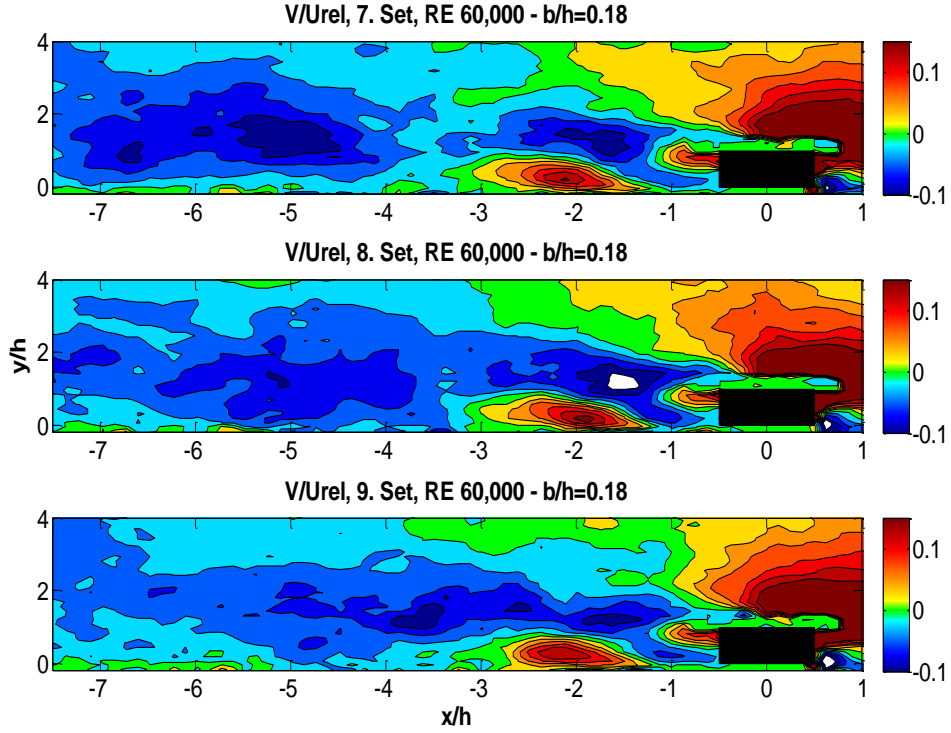 V/Urel, 7. Set, RE 60,000 - b/h=0.18
4
2
0
-7 -6 -5 -4 -3 -2 -1 0 1
0.1
0
-0.1
V/Urel, 8. Set, RE 60,000 - b/h=0.18
y/h
4
2
0
-7 -6 -5 -4 -3 -2 -1 0 1
0.1
0
-0.1
V/Urel, 9. Set, RE 60,000 - b/h=0.18
4
2
0
-7 -6 -5 -4 -3 -2 -1 0 1
x/h
0.1
0
-0.1